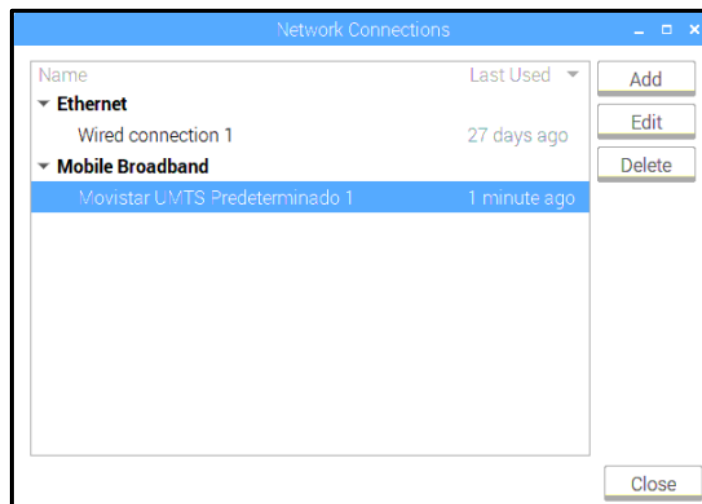 Network Connections
Name Last Used
Add
Ethernet
Wired connection 1 27 days ago
Edit
Mobile Broadband
Delete
Movistar UMTS Predeterminado 1 1 minute ago
Close